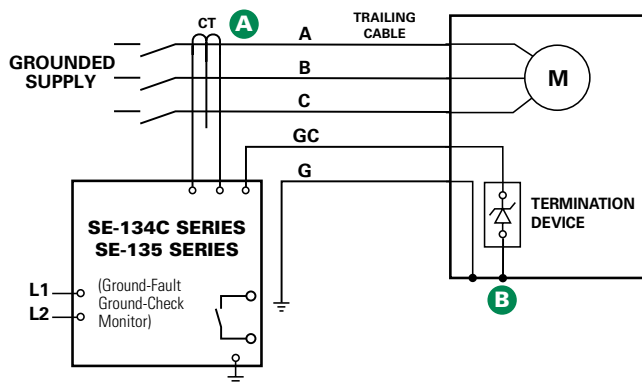 CT
A
A
TRAILING
CABLE
GROUNDED
SUPPLY
B
M
C
GC
G
SE-134C SERIES
SE-135 SERIES
(Ground-Fault
Ground-Check
Monitor)
L1
L2
TERMINATION
DEVICE
B